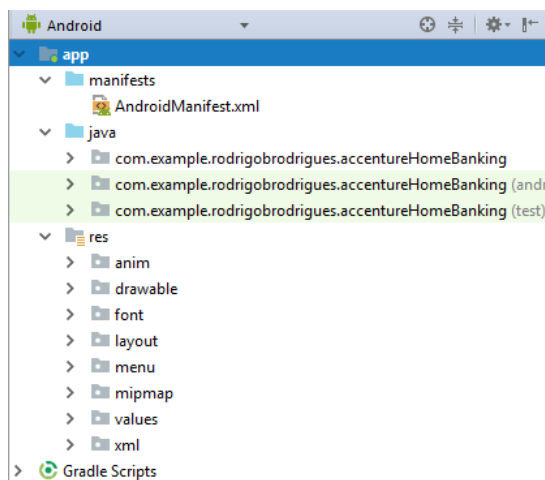 Android
app
manifests
AndroidManifest.xml
java
com.example.rodrigobrodrigues.accentureHomeBanking
com.example.rodrigobrodrigues.accentureHomeBanking (andr
com.example.rodrigobrodrigues.accentureHomeBanking (test)
res
anim
drawable
font
layout
menu
mipmap
values
xml
Gradle Scripts